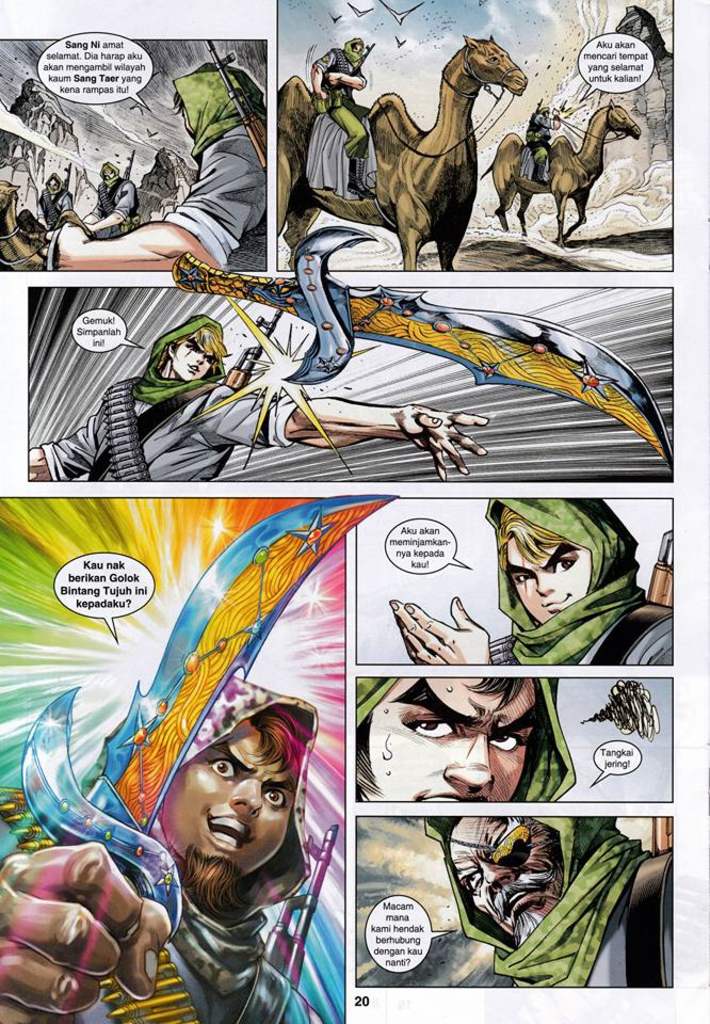 Sang Ni amat
selamat. Dia harap aku
akan mengambil wilayah
kaum Sang Taer yang
kena rampas itu!
Aku akan
mencari tempat
yang selamat
untuk kalian!
Gemuk!
Simpanlah
ini!
Kau nak
berikan Golok
Bintang Tujuh ini
kepadaku?
Aku akan
meminjamkan-
nya kepada
kau!
Tangkai
jering!
Macam
mana
kami hendak
berhubung
dengan kau
nanti?
20